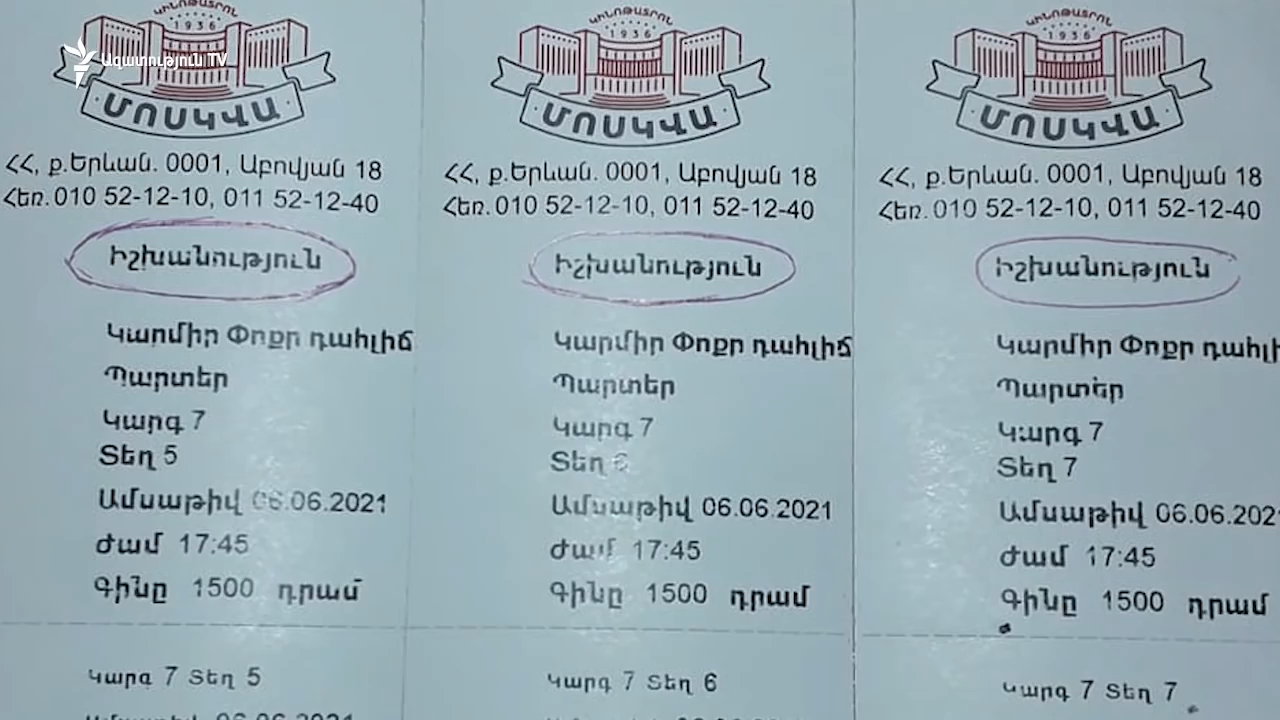 Ազատություն TV
ԿԻՆՈԹԱՏՐՈՆ
1936
ՄՈՍԿՎԱ
ՀՀ, ք.Երևան. 0001, Աբովյան 18
Հեռ.010 52-12-10, 011 52-12-40
Իշխանություն
Կարմիր Փոքր դահլիճ
Պարտեր
Կարգ 7
Տեղ 5
Ամսաթիվ 06.06.2021
Ժամ 17:45
Գինը 1500 դրամ
Կարգ 7 Տեղ 5
Ամսաթիվ 06.06.2021
ԿԻՆՈԹԱՏՐՈՆ
1936
ՄՈՍԿՎԱ
ՀՀ, ք.Երևան. 0001, Աբովյան 18
Հեռ.010 52-12-10, 011 52-12-40
Իշխանություն
Կարմիր Փոքր դահլիճ
Պարտեր
Կարգ 7
Տեղ 6
Ամսաթիվ 06.06.2021
Ժամ 17:45
Գինը 1500 դրամ
Կարգ 7 Տեղ 6
ԿԻՆՈԹԱՏՐՈՆ
1936
ՄՈՍԿՎԱ
ՀՀ, ք.Երևան. 0001, Աբովյան 18
Հեռ.010 52-12-10, 011 52-12-40
Իշխանություն
Կարմիր Փոքր դահլի
Պարտեր
Կարգ 7
Տեղ 7
Ամսաթիվ 06.06.202
Ժամ 17:45
Գինը 1500 դրամ
Կարգ 7 Տեղ 7